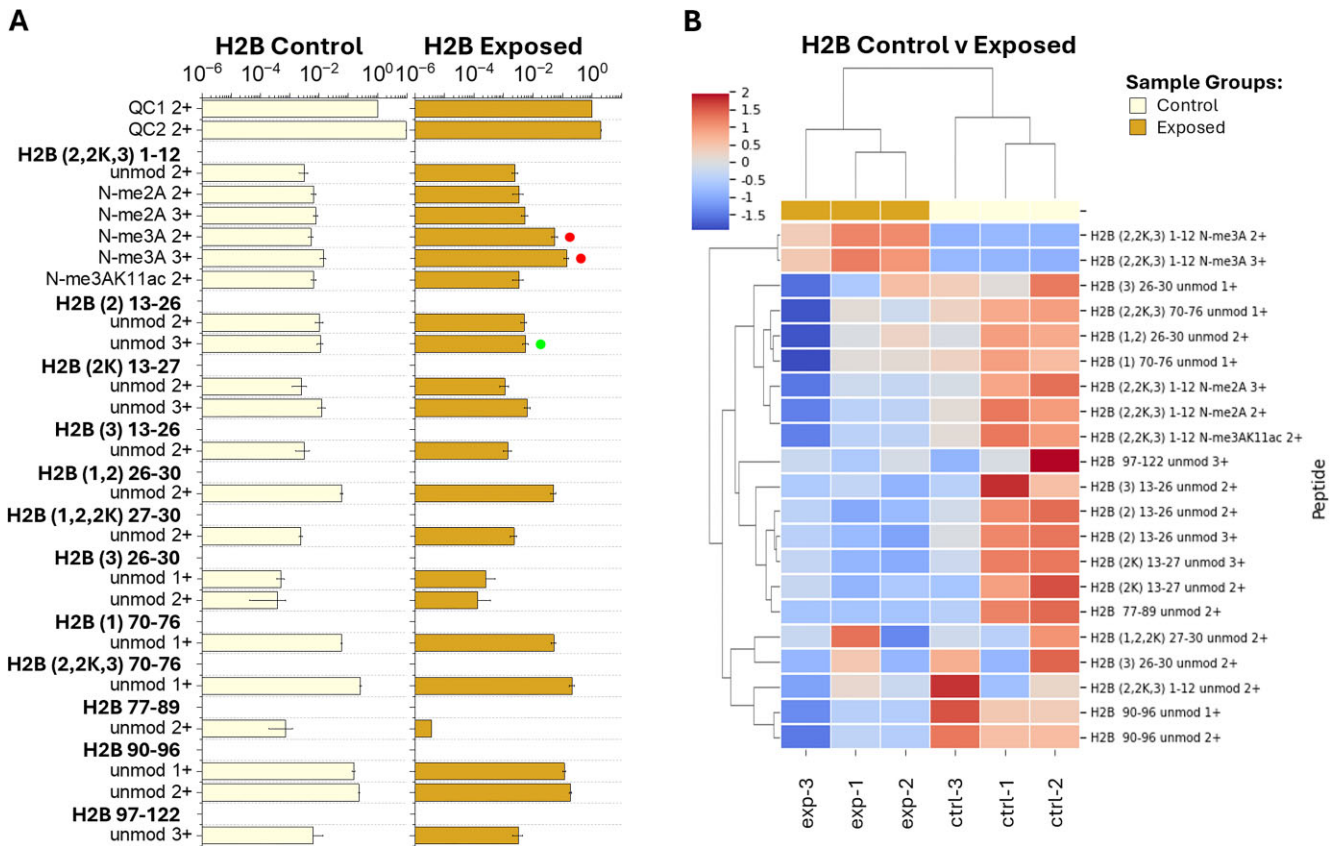 A
H2B Control
H2B Exposed
10⁻⁶ 10⁻⁴ 10⁻² 10⁰
10⁻⁶ 10⁻⁴ 10⁻² 10⁰
QC1 2+
QC2 2+
H2B (2,2K,3) 1-12
unmod 2+
N-me2A 2+
N-me2A 3+
N-me3A 2+
N-me3A 3+
N-me3AK11ac 2+
H2B (2) 13-26
unmod 2+
unmod 3+
H2B (2K) 13-27
unmod 2+
unmod 3+
H2B (3) 13-26
unmod 2+
H2B (1,2) 26-30
unmod 2+
H2B (1,2,2K) 27-30
unmod 2+
H2B (3) 26-30
unmod 1+
unmod 2+
H2B (1) 70-76
unmod 1+
H2B (2,2K,3) 70-76
unmod 1+
H2B 77-89
unmod 2+
H2B 90-96
unmod 1+
unmod 2+
H2B 97-122
unmod 3+
B
H2B Control v Exposed
2
1.5
1
0.5
0
-.5
-1
-1.5
Sample Groups:
Control
Exposed
H2B (2,2K,3) 1-12 N-me3A 2+
H2B (2,2K,3) 1-12 N-me3A 3+
H2B (3) 26-30 unmod 1+
H2B (2,2K,3) 70-76 unmod 1+
H2B (1,2) 26-30 unmod 2+
H2B (1) 70-76 unmod 1+
H2B (2,2K,3) 1-12 N-me2A 3+
H2B (2,2K,3) 1-12 N-me2A 2+
H2B (2,2K,3) 1-12 N-me3AK11ac 2+
H2B 97-122 unmod 3+
H2B (3) 13-26 unmod 2+
H2B (2) 13-26 unmod 2+
H2B (2) 13-26 unmod 3+
H2B (2K) 13-27 unmod 3+
H2B (2K) 13-27 unmod 2+
H2B 77-89 unmod 2+
H2B (1,2,2K) 27-30 unmod 2+
H2B (3) 26-30 unmod 2+
H2B (2,2K,3) 1-12 unmod 2+
H2B 90-96 unmod 1+
H2B 90-96 unmod 2+
Peptide
exp-3
exp-1
exp-2
ctrl-3
ctrl-1
ctrl-2